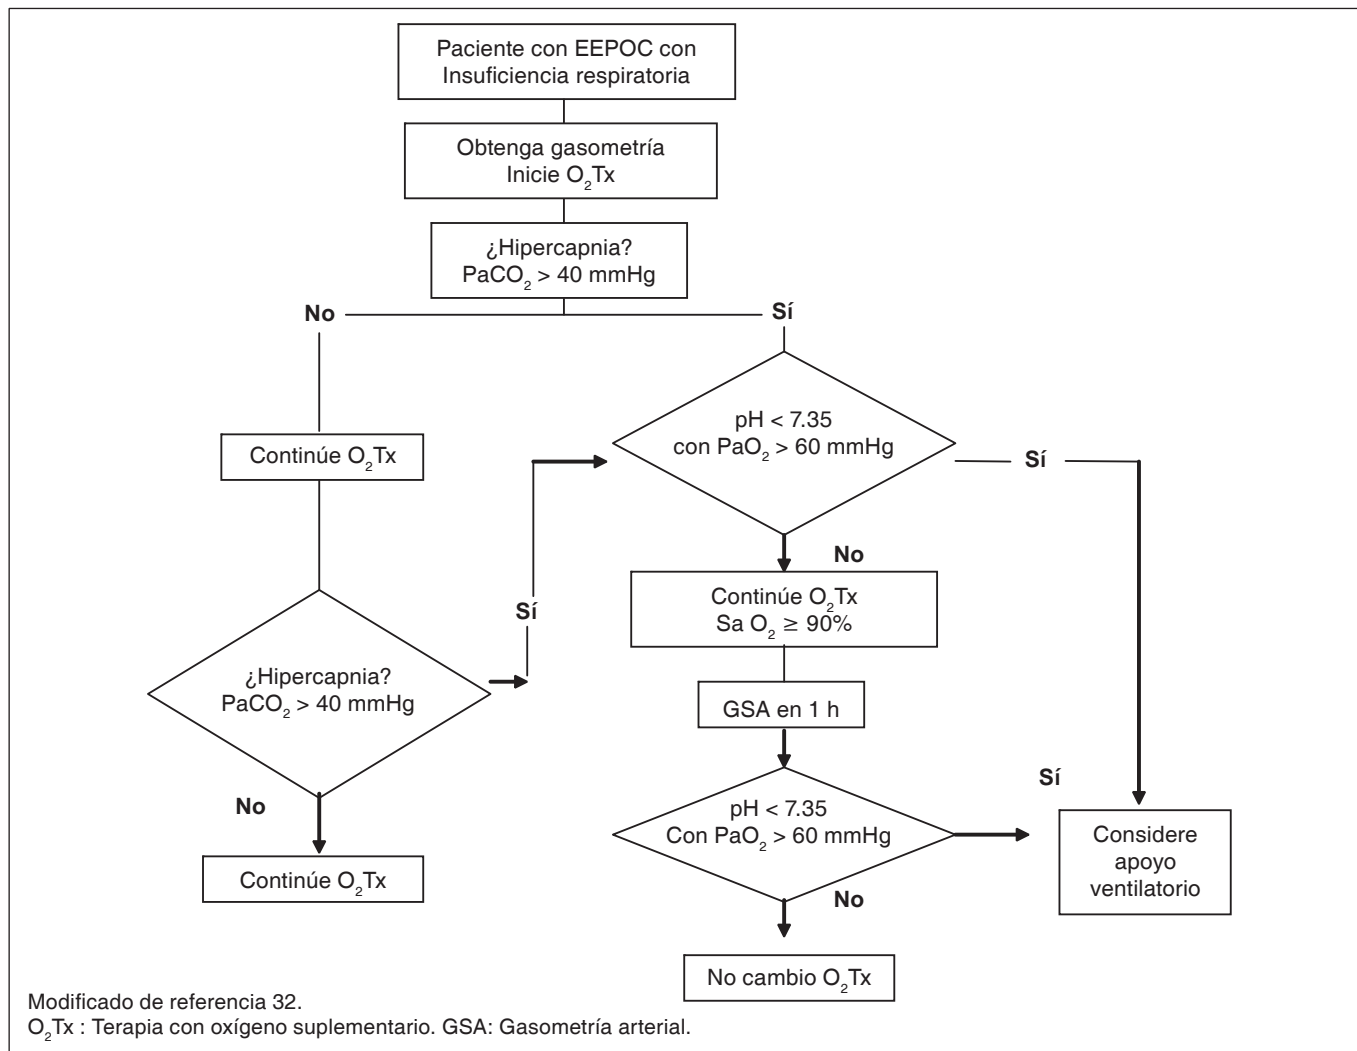 Paciente con EEPOC con
Insuficiencia respiratoria
Obtenga gasometría
Inicie O₂Tx
¿Hipercapnia?
PaCO₂ > 40 mmHg
No
Sí
pH < 7.35
con PaO₂ > 60 mmHg
Continúe O₂Tx
Sí
No
Continúe O₂Tx
Sa O₂ ≥ 90%
Sí
¿Hipercapnia?
PaCO₂ > 40 mmHg
GSA en 1 h
Sí
No
pH < 7.35
Con PaO₂ > 60 mmHg
Considere
apoyo
ventilatorio
Continúe O₂Tx
No
No cambio O₂Tx
Modificado de referencia 32.
O₂Tx : Terapia con oxígeno suplementario. GSA: Gasometría arterial.